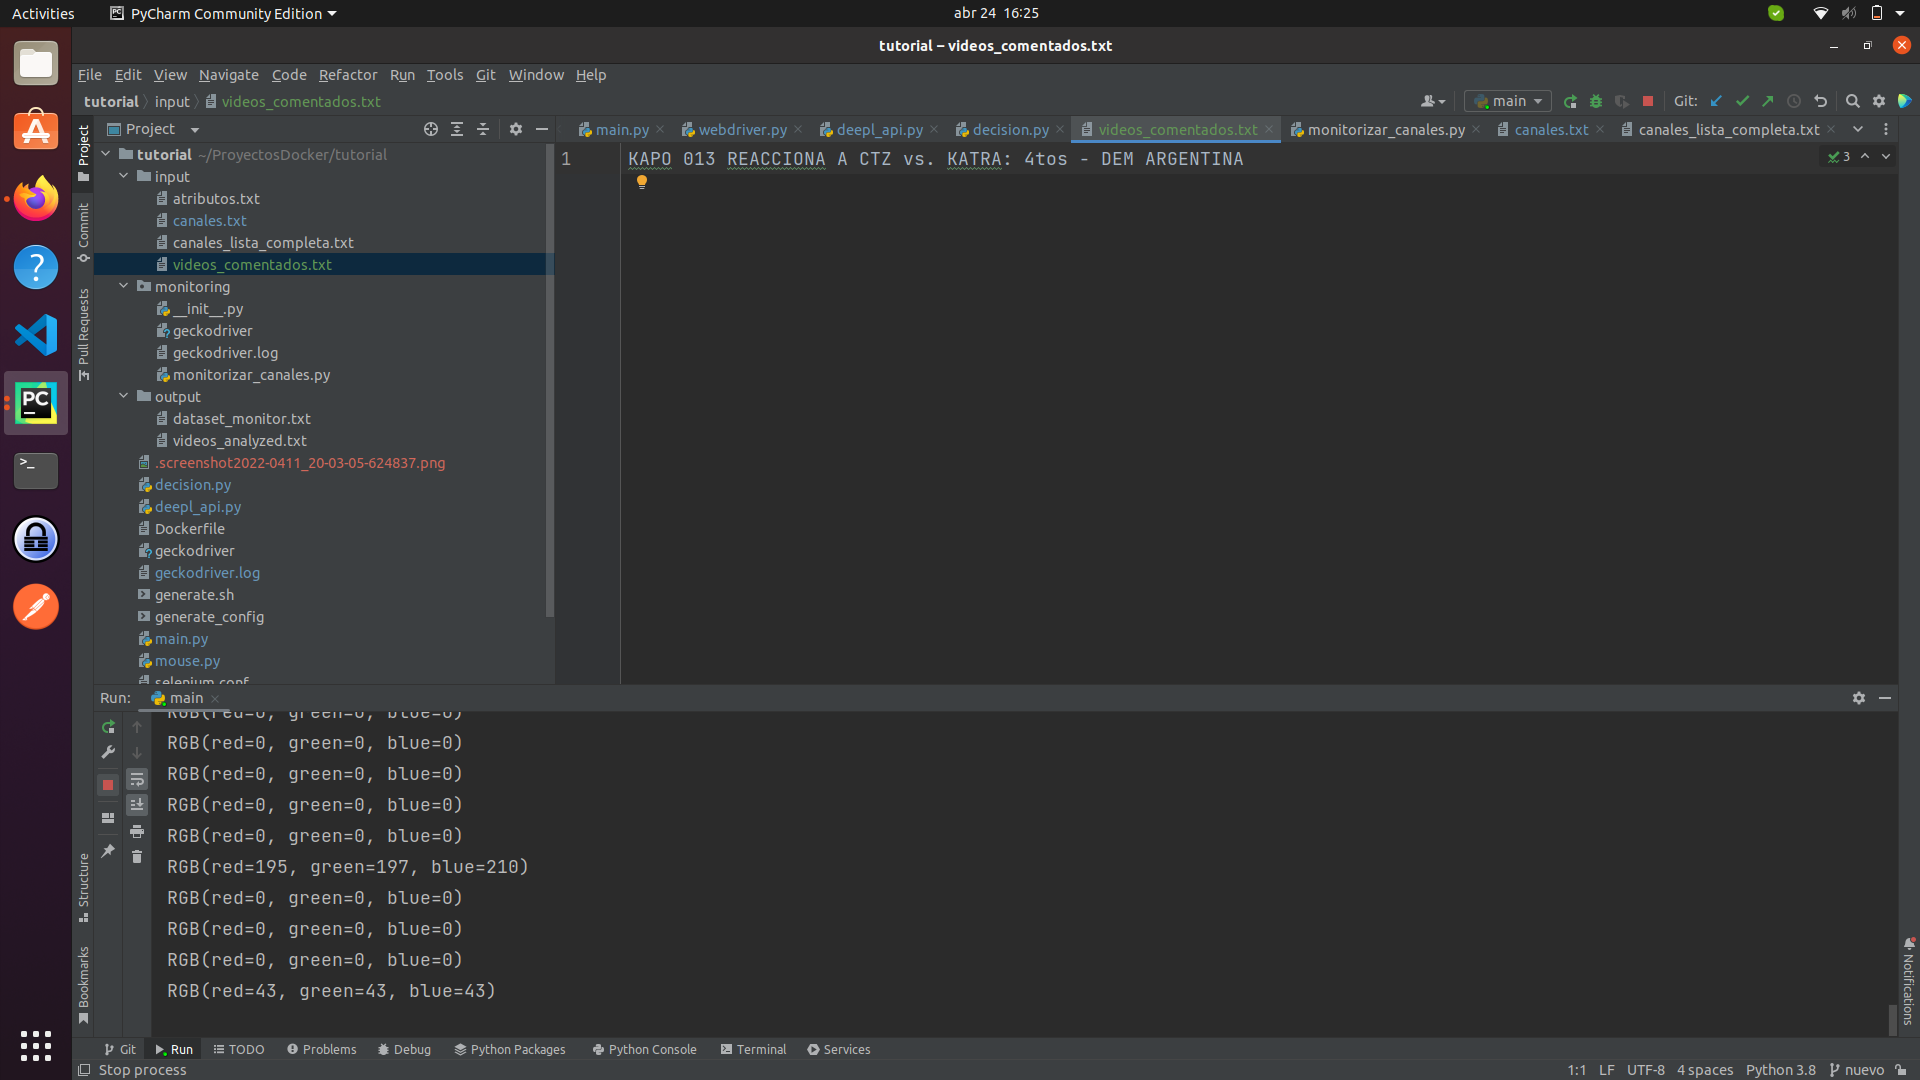 Activities PyCharm Community Edition abr 24 16:25
tutorial – videos_comentados.txt
File Edit View Navigate Code Refactor Run Tools Git Window Help
tutorial input videos_comentados.txt main Git:
Project main.py webdriver.py deepl_api.py decision.py videos_comentados.txt monitorizar_canales.py canales.txt canales_lista_completa.txt
tutorial ~/ProyectosDocker/tutorial
input
atributos.txt
canales.txt
canales_lista_completa.txt
videos_comentados.txt
monitoring
__init__.py
geckodriver
geckodriver.log
monitorizar_canales.py
output
dataset_monitor.txt
videos_analyzed.txt
.screenshot2022-0411_20-03-05-624837.png
decision.py
deepl_api.py
Dockerfile
geckodriver
geckodriver.log
generate.sh
generate_config
main.py
mouse.py
selenium.conf
1 KAPO 013 REACCIONA A CTZ vs. KATRA: 4tos - DEM ARGENTINA
3
Project
Commit
Pull Requests
Structure
Bookmarks
Notifications
Run: main
RGB(red=0, green=0, blue=0)
RGB(red=0, green=0, blue=0)
RGB(red=0, green=0, blue=0)
RGB(red=0, green=0, blue=0)
RGB(red=0, green=0, blue=0)
RGB(red=195, green=197, blue=210)
RGB(red=0, green=0, blue=0)
RGB(red=0, green=0, blue=0)
RGB(red=0, green=0, blue=0)
RGB(red=43, green=43, blue=43)
Git Run TODO Problems Debug Python Packages Python Console Terminal Services
Stop process 1:1 LF UTF-8 4 spaces Python 3.8 nuevo